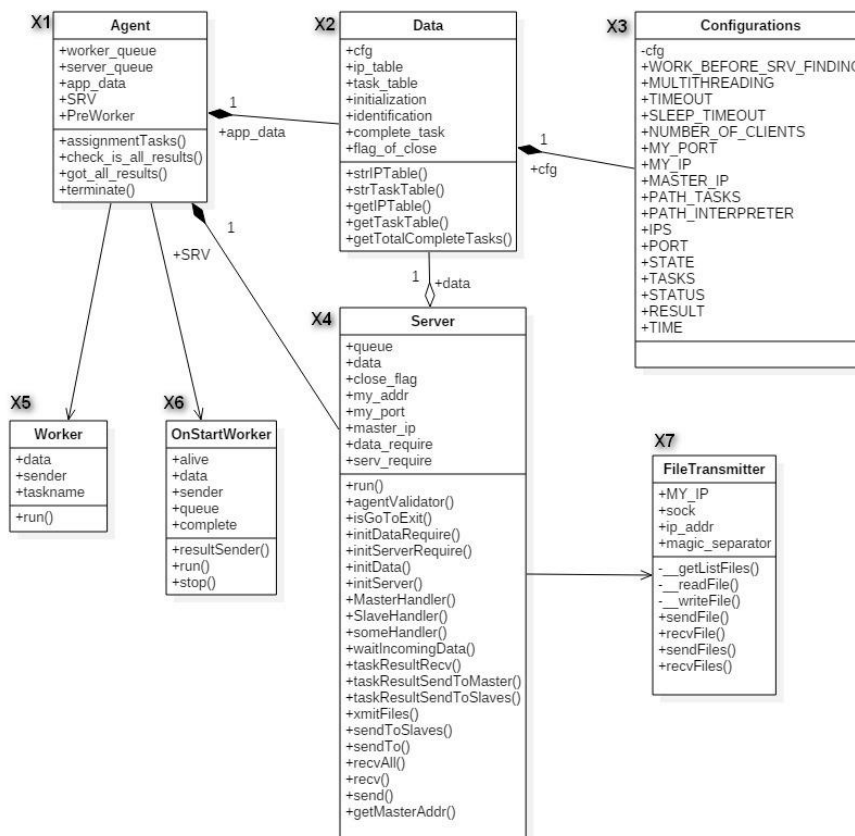 X1
Agent
+worker_queue
+server_queue
+app_data
+SRV
+PreWorker
+assignmentTasks()
+check_is_all_results()
+got_all_results()
+terminate()
1
+app_data
1
+SRV
X2
Data
+cfg
+ip_table
+task_table
+initialization
+identification
+complete_task
+flag_of_close
+strIPTable()
+strTaskTable()
+getIPTable()
+getTaskTable()
+getTotalCompleteTasks()
1
+cfg
1
+data
X3
Configurations
-cfg
+WORK_BEFORE_SRV_FINDING
+MULTITHREADING
+TIMEOUT
+SLEEP_TIMEOUT
+NUMBER_OF_CLIENTS
+MY_PORT
+MY_IP
+MASTER_IP
+PATH_TASKS
+PATH_INTERPRETER
+IPS
+PORT
+STATE
+TASKS
+STATUS
+RESULT
+TIME
X4
Server
+queue
+data
+close_flag
+my_addr
+my_port
+master_ip
+data_require
+serv_require
+run()
+agentValidator()
+isGoToExit()
+initDataRequire()
+initServerRequire()
+initData()
+initServer()
+MasterHandler()
+SlaveHandler()
+someHandler()
+waitIncomingData()
+taskResultRecv()
+taskResultSendToMaster()
+taskResultSendToSlaves()
+xmitFiles()
+sendToSlaves()
+sendTo()
+recvAll()
+recv()
+send()
+getMasterAddr()
X5
Worker
+data
+sender
+taskname
+run()
X6
OnStartWorker
+alive
+data
+sender
+queue
+complete
+resultSender()
+run()
+stop()
X7
FileTransmitter
+MY_IP
+sock
+ip_addr
+magic_separator
-__getListFiles()
-__readFile()
-__writeFile()
+sendFile()
+recvFile()
+sendFiles()
+recvFiles()